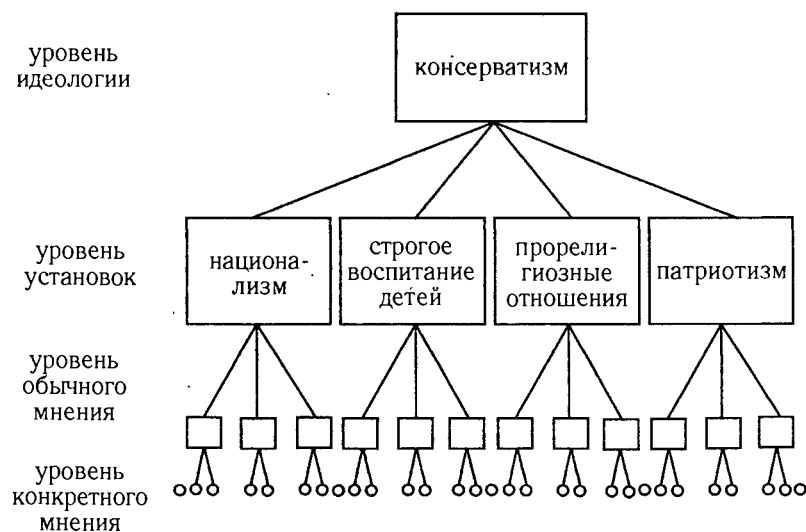 уровень
идеологии
консерватизм
уровень
установок
национа-
лизм
строгое
воспитание
детей
прорели-
гиозные
отношения
патриотизм
уровень
обычного
мнения
уровень
конкретного
мнения